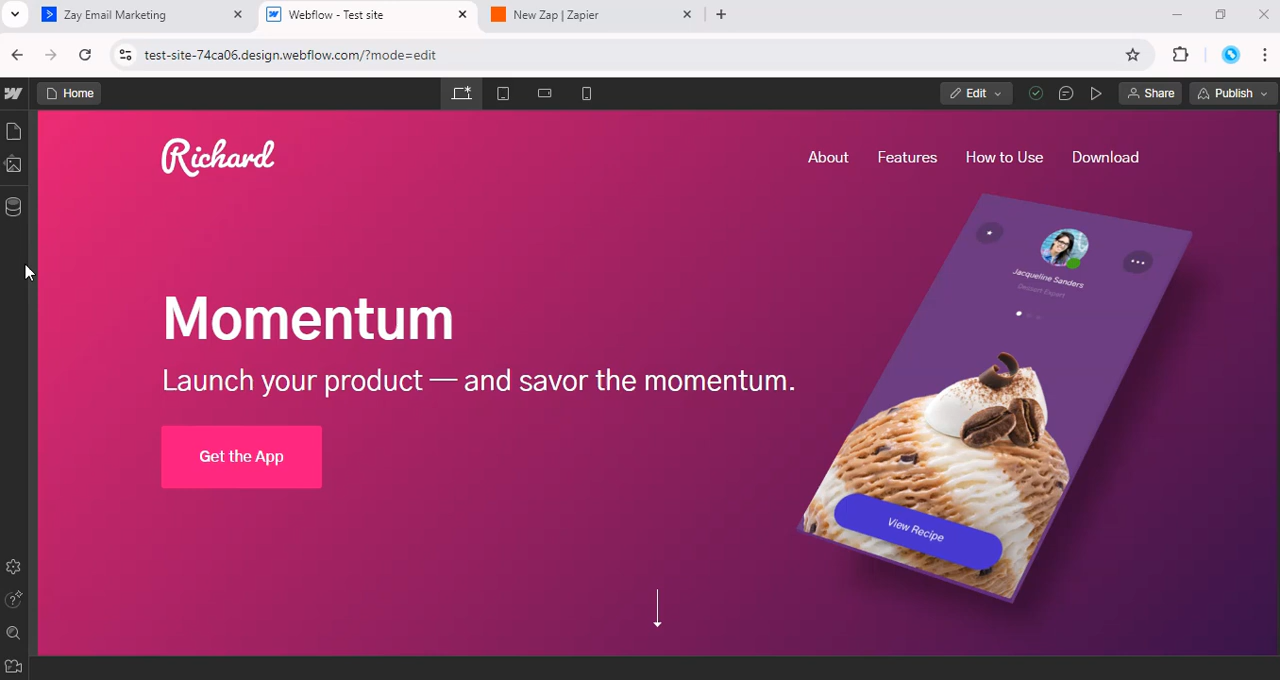 Zay Email Marketing
Webflow - Test site
New Zap | Zapier
test-site-74ca06.design.webflow.com/?mode=edit
Home
Edit
Share
Publish
Richard
About
Features
How to Use
Download
Jacqueline Sanders
Dessert Expert
Momentum
Launch your product — and savor the momentum.
Get the App
View Recipe